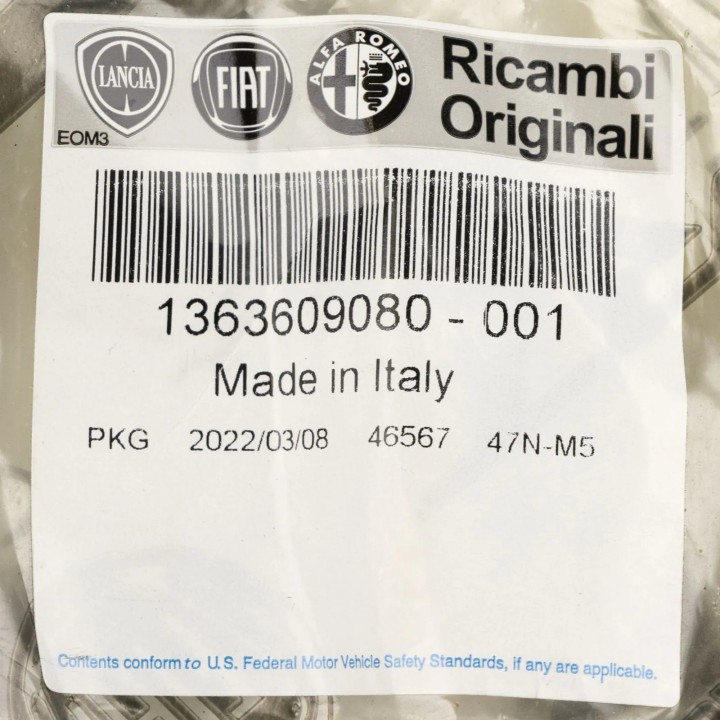 LANCIA
FIAT
ALFA ROMEO
Ricambi
Originali
EOM3
1363609080 - 001
Made in Italy
PKG 2022/03/08 46567 47N-M5
Contents conform to U.S. Federal Motor Vehicle Safety Standards, if any are applicable.